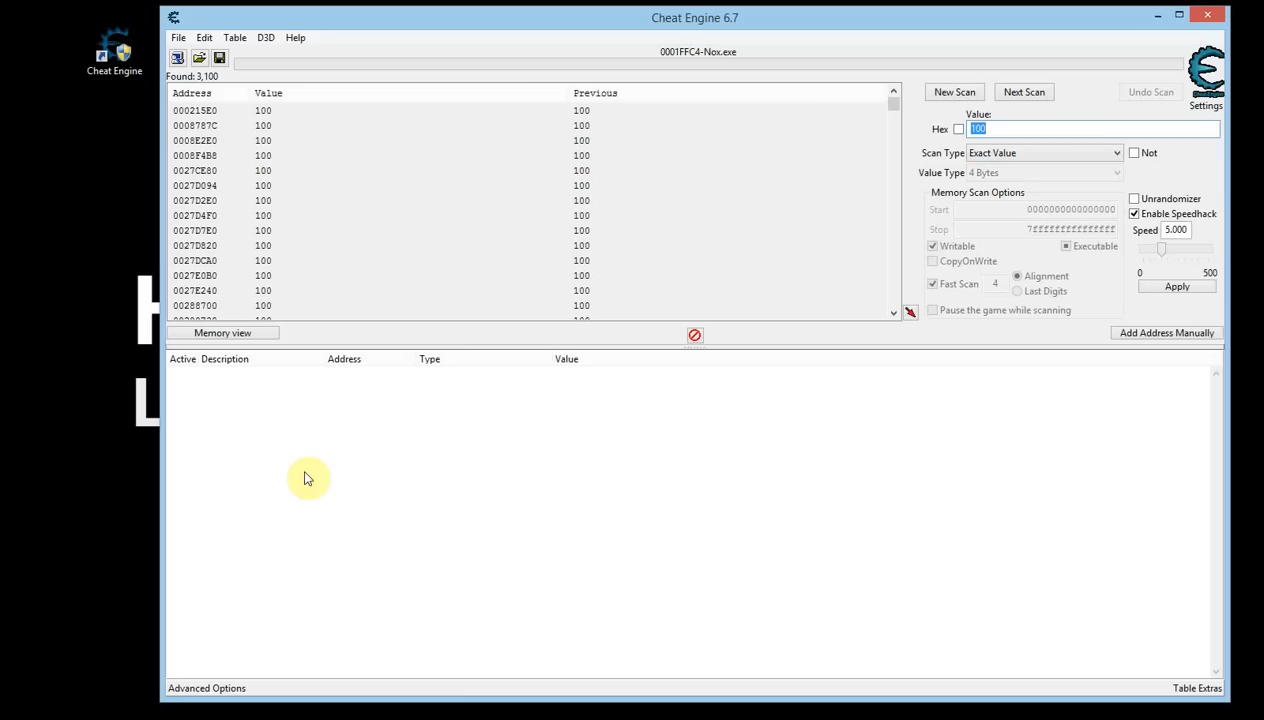 Cheat Engine 6.7
Cheat Engine
File Edit Table D3D Help
0001FFC4-Nox.exe
Found: 3,100
Address Value Previous
000215E0 100 100
0008787C 100 100
0008E2E0 100 100
0008F4B8 100 100
0027CE80 100 100
0027D094 100 100
0027D2E0 100 100
0027D4F0 100 100
0027D7E0 100 100
0027D820 100 100
0027DCA0 100 100
0027E0B0 100 100
0027E240 100 100
00288700 100 100
New Scan Next Scan Undo Scan
Settings
Value:
Hex 100
Scan Type Exact Value Not
Value Type 4 Bytes
Memory Scan Options
Start 0000000000000000
Stop 7fffffffffffffff
Writable Executable
CopyOnWrite
Fast Scan 4 Alignment
Last Digits
Pause the game while scanning
Unrandomizer
Enable Speedhack
Speed 5.000
0 500
Apply
Memory view
Add Address Manually
Active Description Address Type Value
Advanced Options
Table Extras